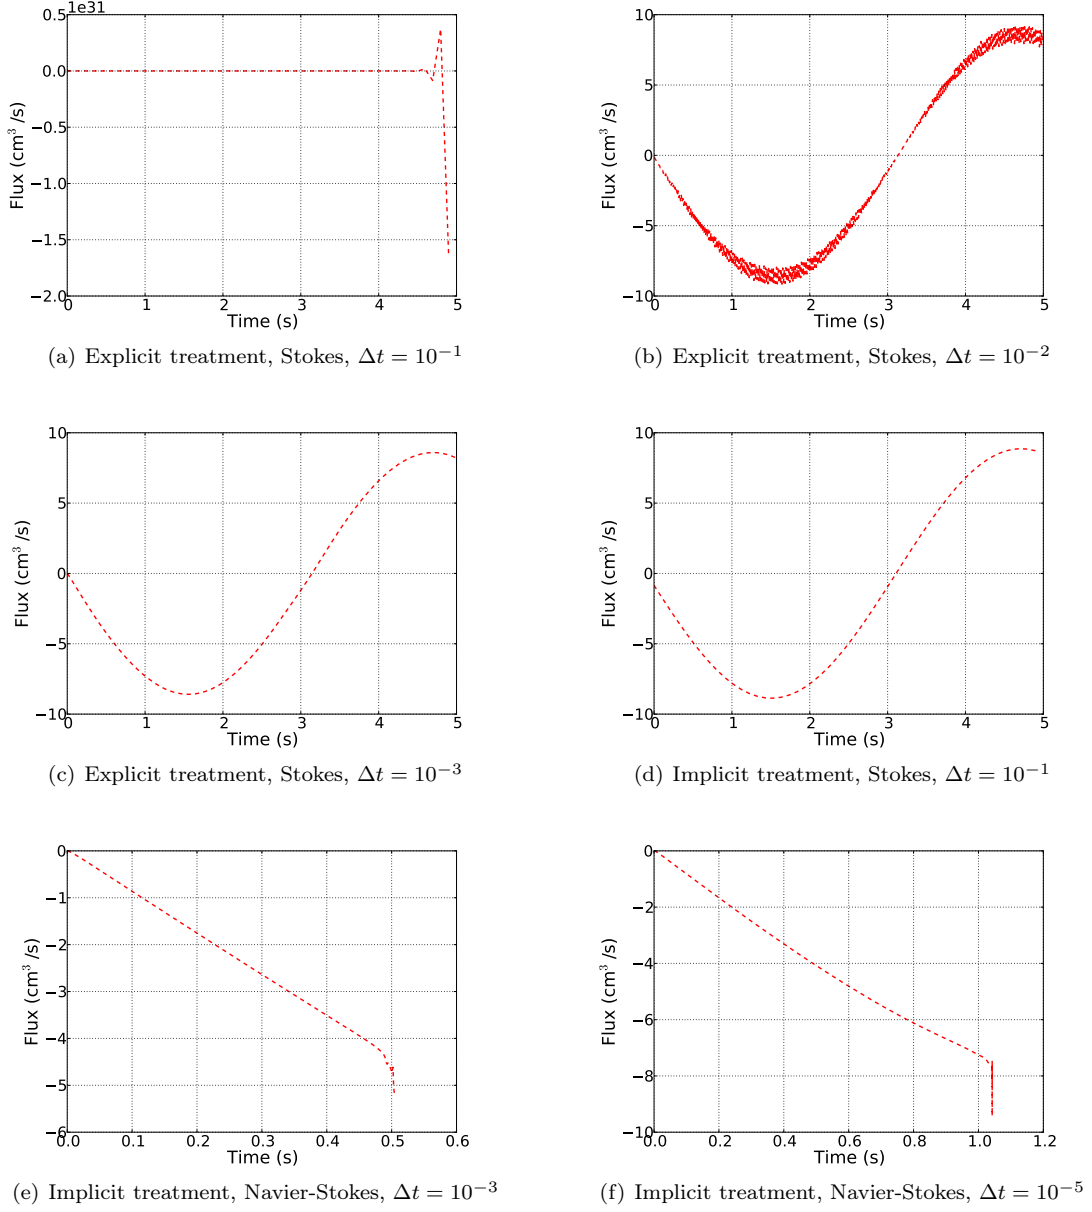 1e31
0.5
0.0
−0.5
−1.0
−1.5
−2.0
0 1 2 3 4 5
Flux (cm³ /s)
Time (s)
(a) Explicit treatment, Stokes, Δt = 10⁻¹
10
5
0
−5
−10
0 1 2 3 4 5
Flux (cm³ /s)
Time (s)
(b) Explicit treatment, Stokes, Δt = 10⁻²
10
5
0
−5
−10
0 1 2 3 4 5
Flux (cm³ /s)
Time (s)
(c) Explicit treatment, Stokes, Δt = 10⁻³
10
5
0
−5
−10
0 1 2 3 4 5
Flux (cm³ /s)
Time (s)
(d) Implicit treatment, Stokes, Δt = 10⁻¹
0
−1
−2
−3
−4
−5
−6
0.0 0.1 0.2 0.3 0.4 0.5 0.6
Flux (cm³ /s)
Time (s)
(e) Implicit treatment, Navier-Stokes, Δt = 10⁻³
0
−2
−4
−6
−8
−10
0.0 0.2 0.4 0.6 0.8 1.0 1.2
Flux (cm³ /s)
Time (s)
(f) Implicit treatment, Navier-Stokes, Δt = 10⁻⁵